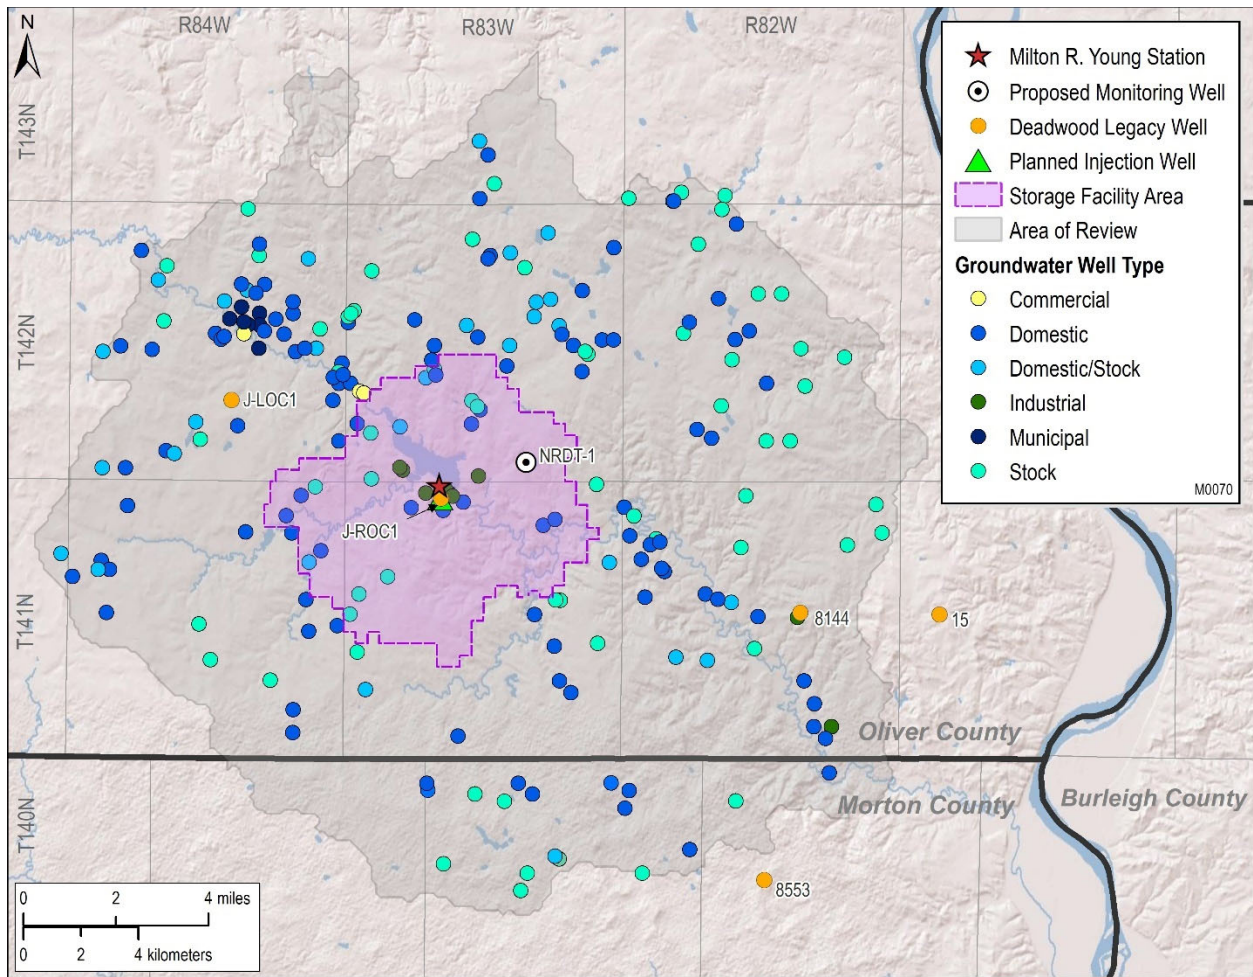 N
R84W
R83W
R82W
T143N
T142N
T141N
T140N
Milton R. Young Station
Proposed Monitoring Well
Deadwood Legacy Well
Planned Injection Well
Storage Facility Area
Area of Review
Groundwater Well Type
Commercial
Domestic
Domestic/Stock
Industrial
Municipal
Stock
M0070
J-LOC1
NRDT-1
J-ROC1
8144
15
Oliver County
Morton County
Burleigh County
8553
0 2 4 miles
0 2 4 kilometers